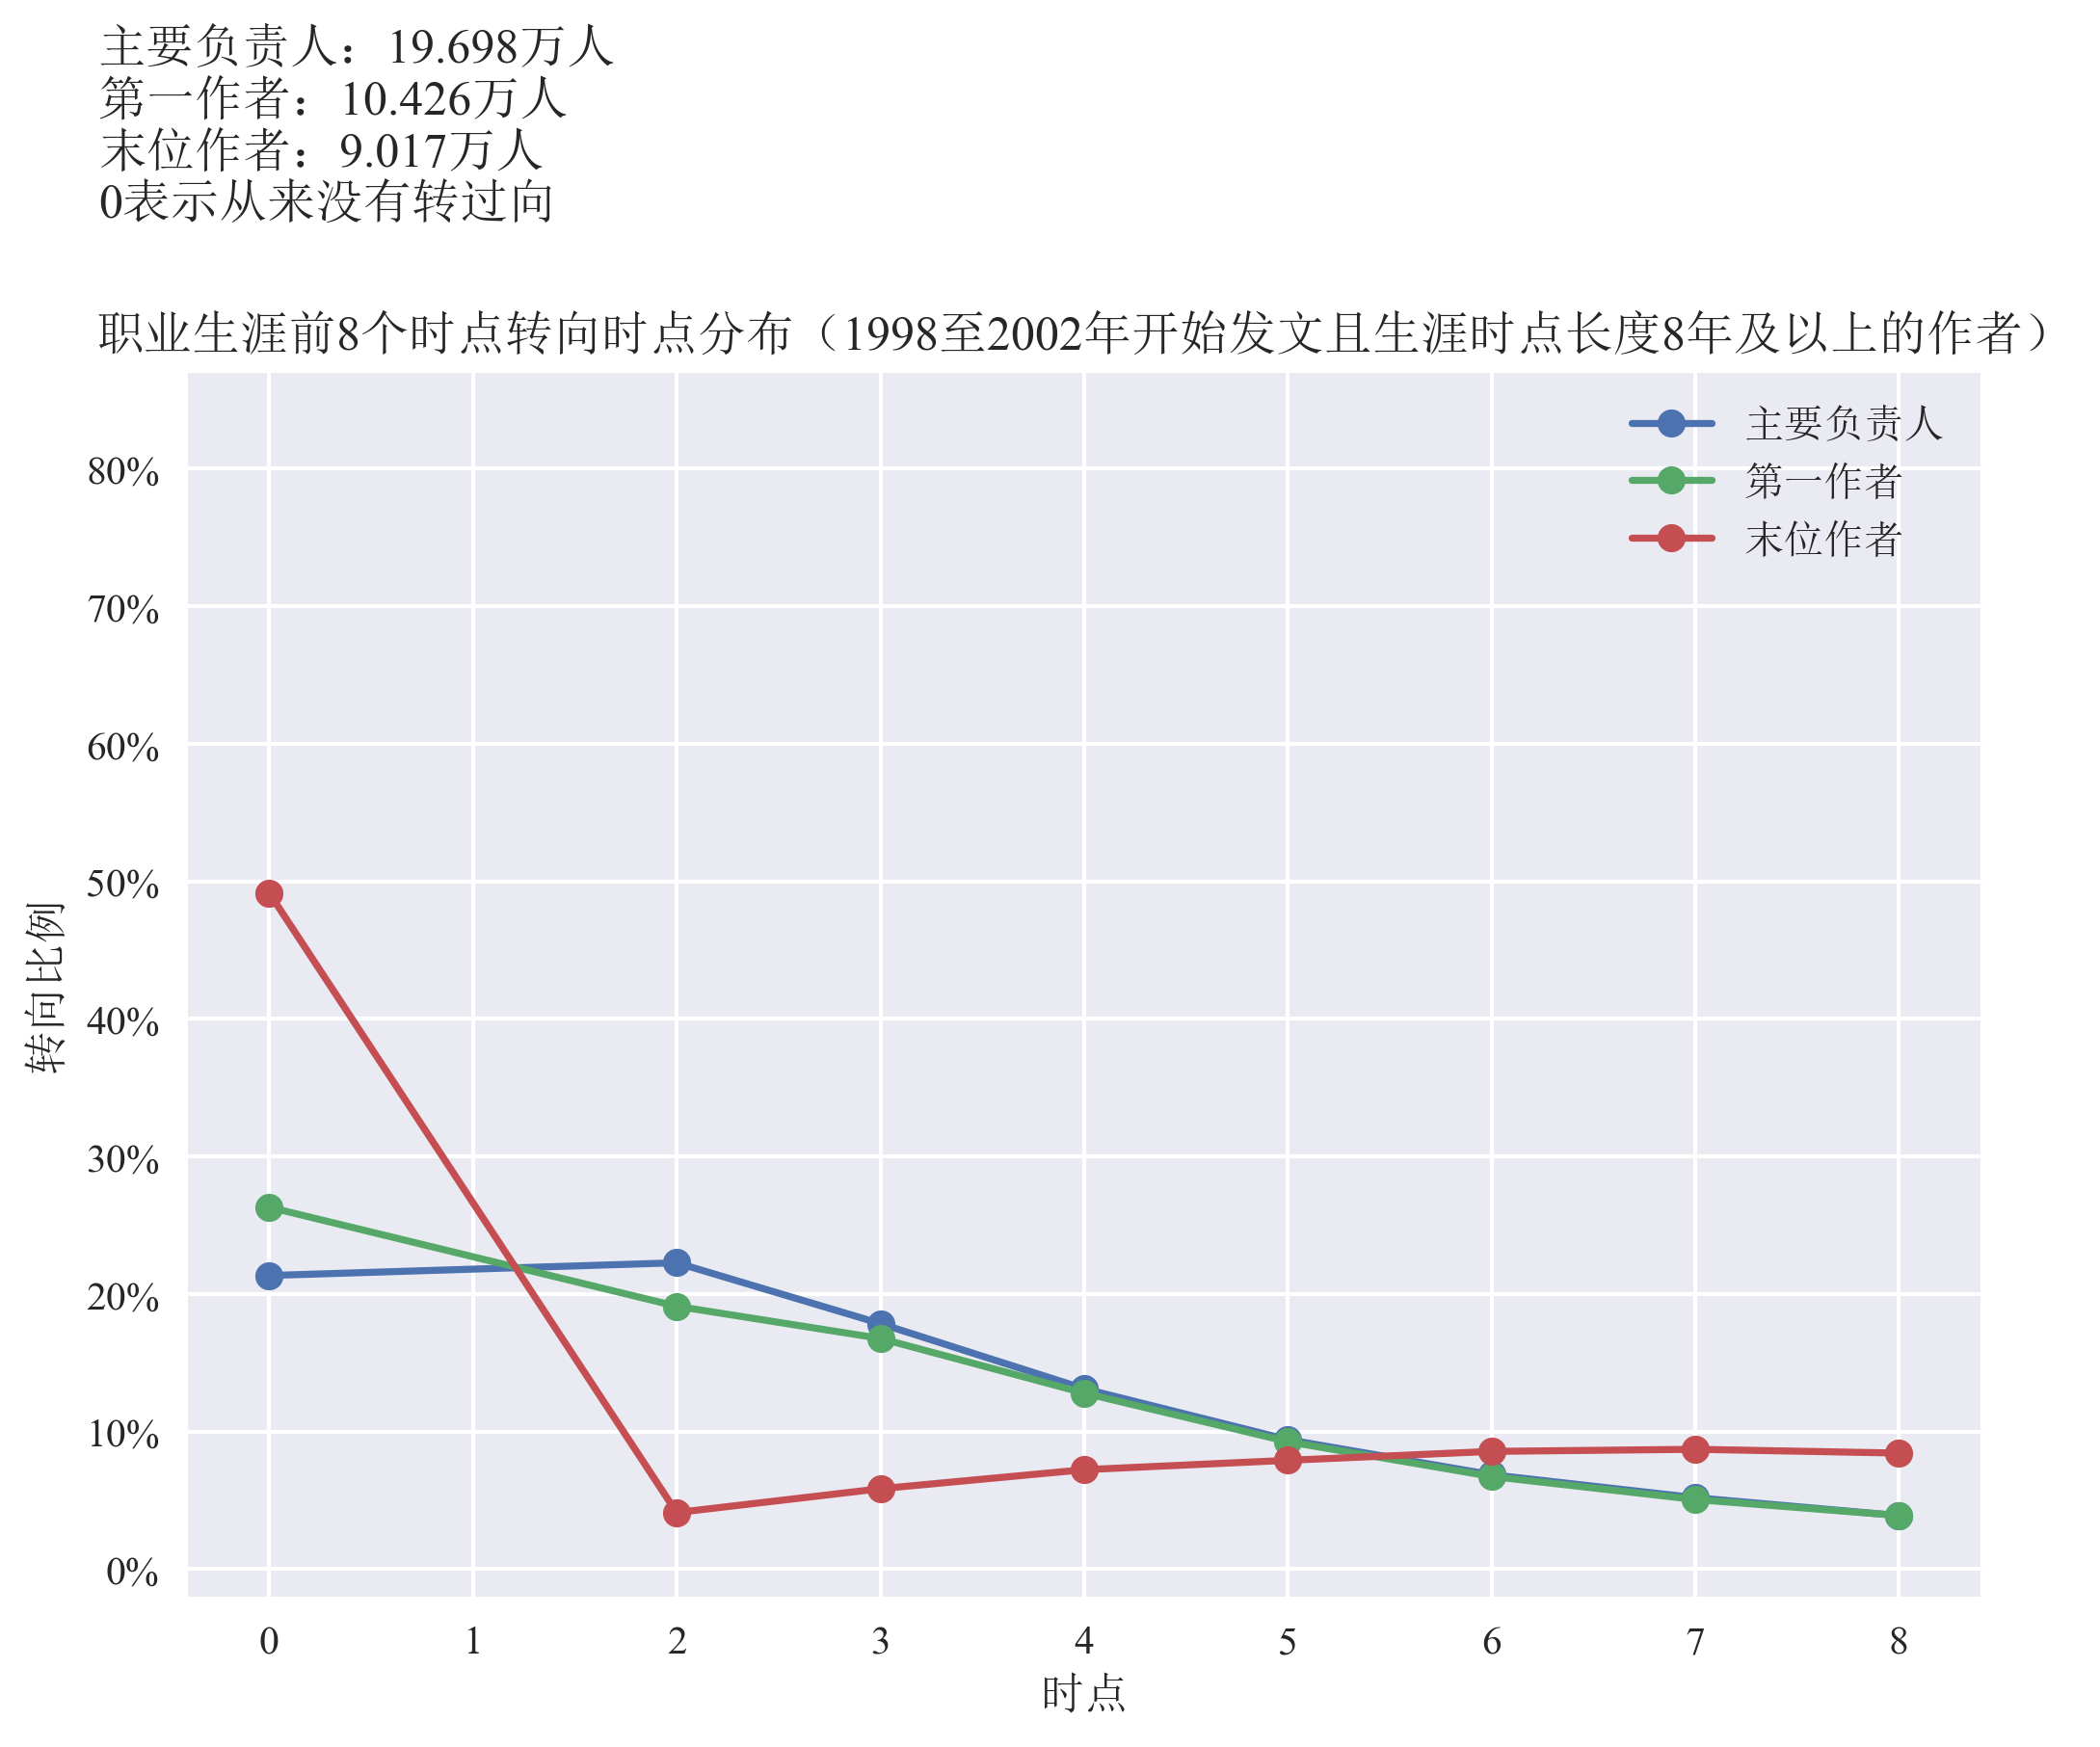 主要负责人：19.698万人
第一作者：10.426万人
末位作者：9.017万人
0表示从来没有转过向
职业生涯前8个时点转向时点分布（1998至2002年开始发文且生涯时点长度8年及以上的作者）
主要负责人
第一作者
末位作者
80%
70%
60%
50%
40%
30%
20%
10%
0%
转向比例
0 1 2 3 4 5 6 7 8
时点